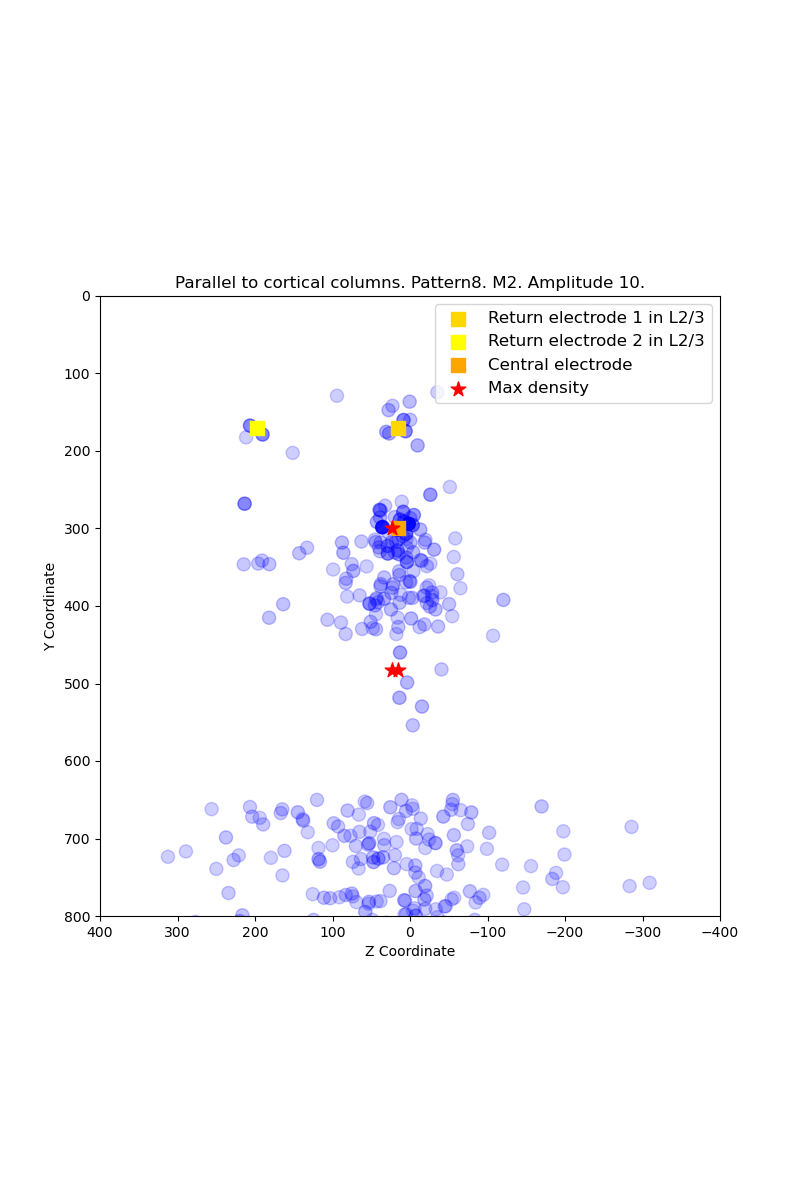 Parallel to cortical columns. Pattern8. M2. Amplitude 10.
Return electrode 1 in L2/3
Return electrode 2 in L2/3
Central electrode
Max density
0
100
200
300
400
500
600
700
800
Y Coordinate
400 300 200 100 0 −100 −200 −300 −400
Z Coordinate